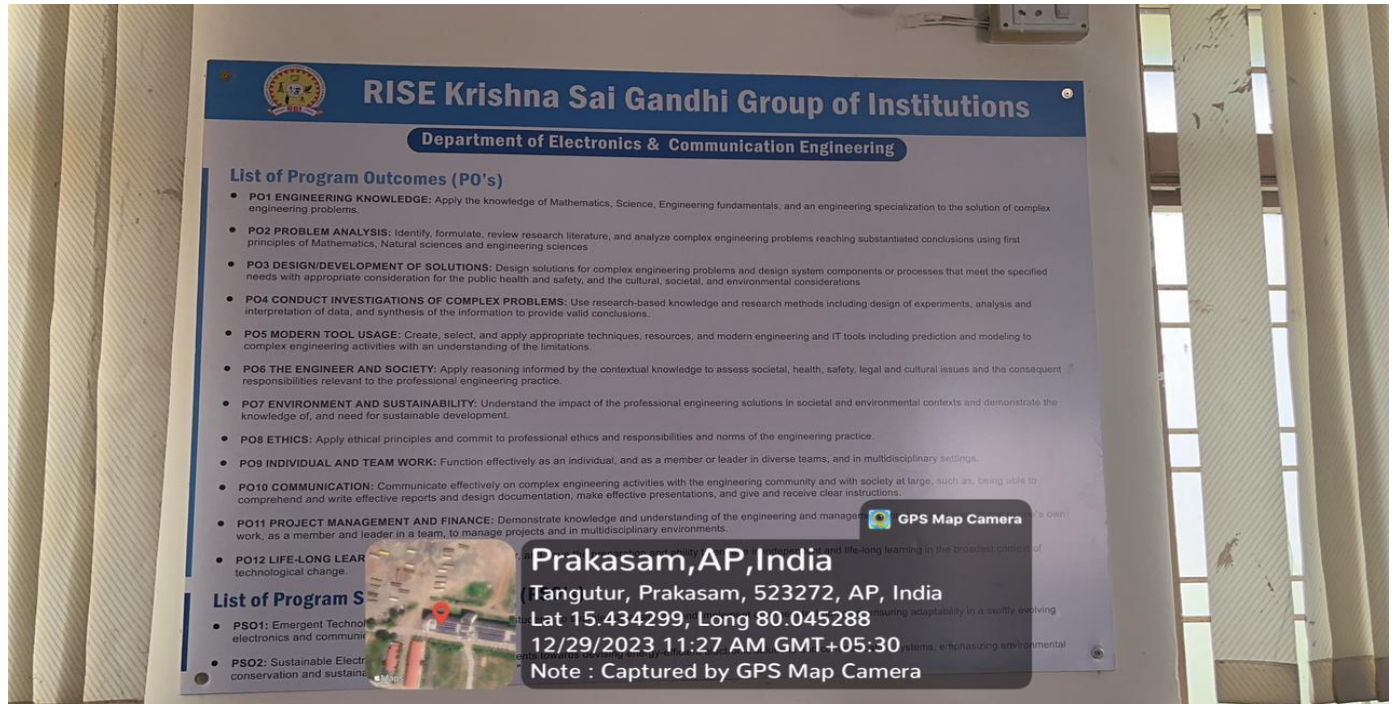 RISE Krishna Sai Gandhi Group of Institutions
Department of Electronics & Communication Engineering
List of Program Outcomes (PO's)
PO1 ENGINEERING KNOWLEDGE: Apply the knowledge of Mathematics, Science, Engineering fundamentals, and an engineering specialization to the solution of complex
engineering problems.
PO2 PROBLEM ANALYSIS: Identify, formulate, review research literature, and analyze complex engineering problems reaching substantiated conclusions using first
principles of Mathematics, Natural sciences and engineering sciences
PO3 DESIGN/DEVELOPMENT OF SOLUTIONS: Design solutions for complex engineering problems and design system components or processes that meet the specified
needs with appropriate consideration for the public health and safety, and the cultural, societal, and environmental considerations
PO4 CONDUCT INVESTIGATIONS OF COMPLEX PROBLEMS: Use research-based knowledge and research methods including design of experiments, analysis and
interpretation of data, and synthesis of the information to provide valid conclusions.
PO5 MODERN TOOL USAGE: Create, select, and apply appropriate techniques, resources, and modern engineering and IT tools including prediction and modeling to
complex engineering activities with an understanding of the limitations.
PO6 THE ENGINEER AND SOCIETY: Apply reasoning informed by the contextual knowledge to assess societal, health, safety, legal and cultural issues and the consequent
responsibilities relevant to the professional engineering practice.
PO7 ENVIRONMENT AND SUSTAINABILITY: Understand the impact of the professional engineering solutions in societal and environmental contexts and demonstrate the
knowledge of, and need for sustainable development.
PO8 ETHICS: Apply ethical principles and commit to professional ethics and responsibilities and norms of the engineering practice.
PO9 INDIVIDUAL AND TEAM WORK: Function effectively as an individual, and as a member or leader in diverse teams, and in multidisciplinary settings.
PO10 COMMUNICATION: Communicate effectively on complex engineering activities with the engineering community and with society at large, such as, being able to
comprehend and write effective reports and design documentation, make effective presentations, and give and receive clear instructions.
PO11 PROJECT MANAGEMENT AND FINANCE: Demonstrate knowledge and understanding of the engineering and own
work, as a member and leader in a team, to manage projects and in multidisciplinary environments.
PO12 LIFE-LONG and life-long learning in the broadest context of
technological change.
List of Program
PSO1: Emergent ensuring adaptability in a swiftly evolving
electronics and
PSO2: Sustainable emphasizing environmental
conservation and
GPS Map Camera
Prakasam,AP,India
Tangutur, Prakasam, 523272, AP, India
Lat 15.434299, Long 80.045288
12/29/2023 11:27 AM GMT+05:30
Note : Captured by GPS Map Camera
Maps